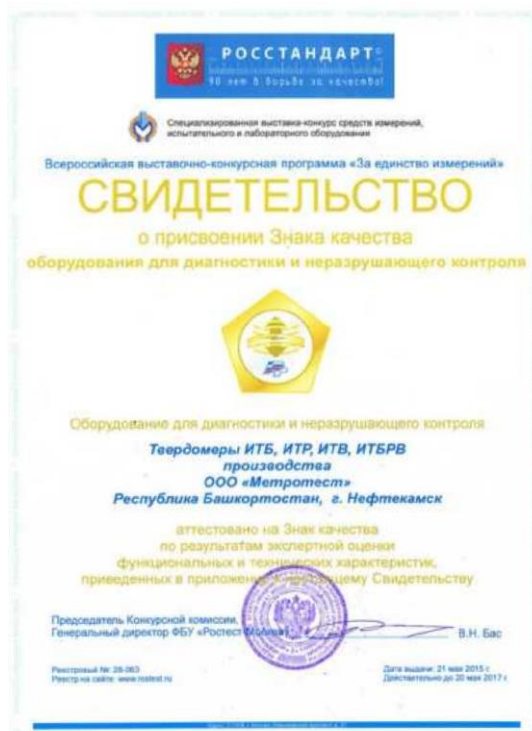 РОССТАНДАРТ
90 лет в борьбе за качество!
Специализированная выставка-конкурс средств измерений,
испытательного и лабораторного оборудования
Всероссийская выставочно-конкурсная программа «За единство измерений»
СВИДЕТЕЛЬСТВО
о присвоении Знака качества
оборудования для диагностики и неразрушающего контроля
Оборудование для диагностики и неразрушающего контроля
Твердомеры ИТБ, ИТР, ИТВ, ИТБРВ
производства
ООО «Метротест»
Республика Башкортостан, г. Нефтекамск
аттестовано на Знак качества
по результатам экспертной оценки
функциональных и технических характеристик,
приведенных в приложении к настоящему Свидетельству
Председатель Конкурсной комиссии,
Генеральный директор ФБУ «Ростест-Москва»
В.Н. Бас
Реестровый № 28-063
Реестр на сайте: www.rostest.ru
Дата выдачи: 21 мая 2015 г.
Действительно до 20 мая 2017 г.